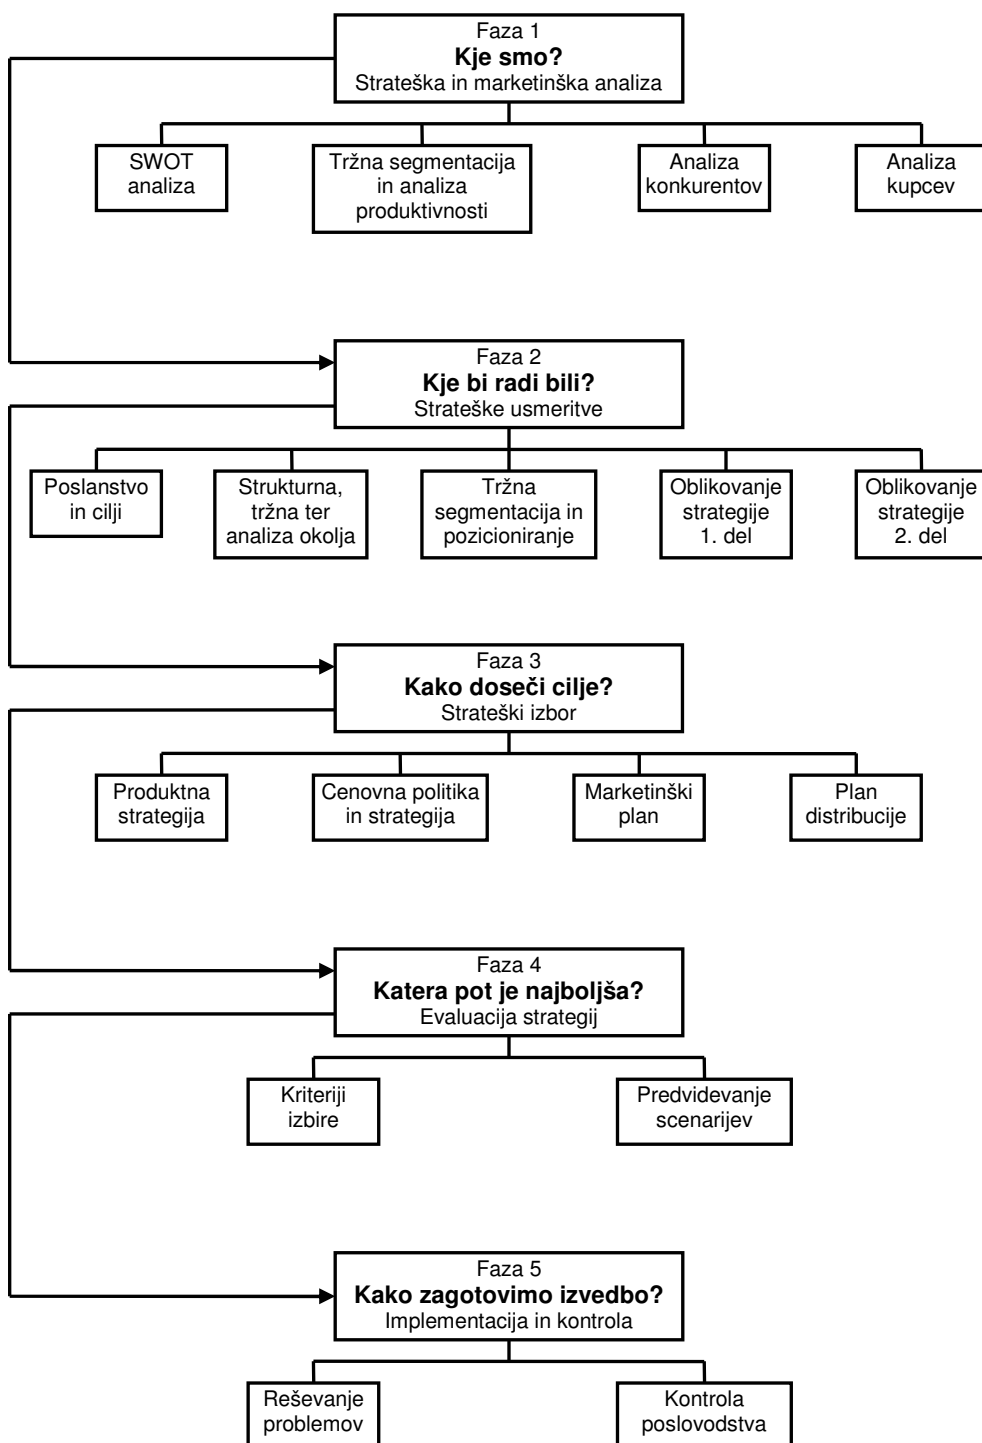 Faza 1
Kje smo?
Strateška in marketinška analiza
SWOT
analiza
Tržna segmentacija
in analiza
produktivnosti
Analiza
konkurentov
Analiza
kupcev
Faza 2
Kje bi radi bili?
Strateške usmeritve
Poslanstvo
in cilji
Strukturna,
tržna ter
analiza okolja
Tržna
segmentacija in
pozicioniranje
Oblikovanje
strategije
1. del
Oblikovanje
strategije
2. del
Faza 3
Kako doseči cilje?
Strateški izbor
Produktna
strategija
Cenovna politika
in strategija
Marketinški
plan
Plan
distribucije
Faza 4
Katera pot je najboljša?
Evaluacija strategij
Kriteriji
izbire
Predvidevanje
scenarijev
Faza 5
Kako zagotovimo izvedbo?
Implementacija in kontrola
Reševanje
problemov
Kontrola
poslovodstva